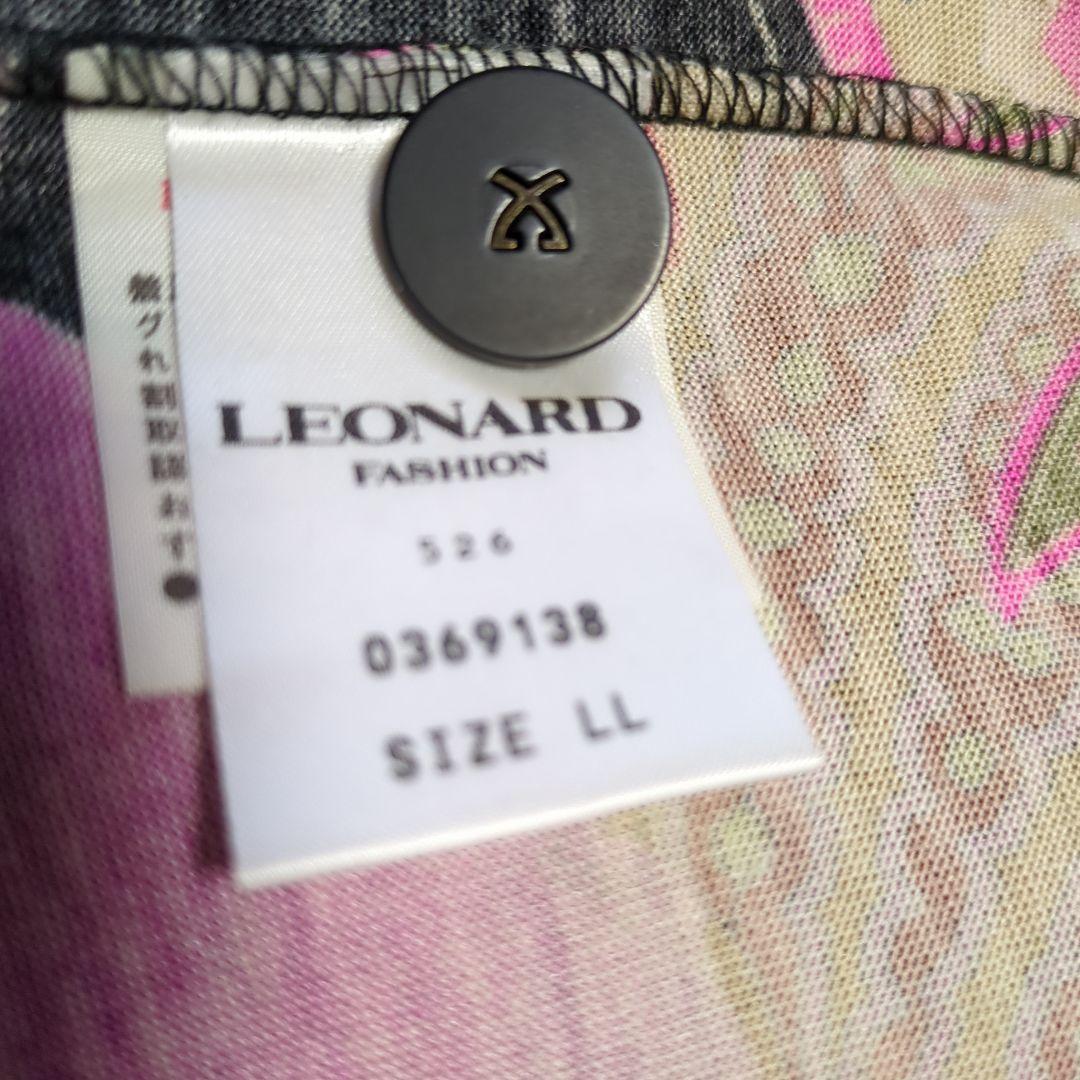 LEONARD
FASHION
526
0369138
SIZE LL